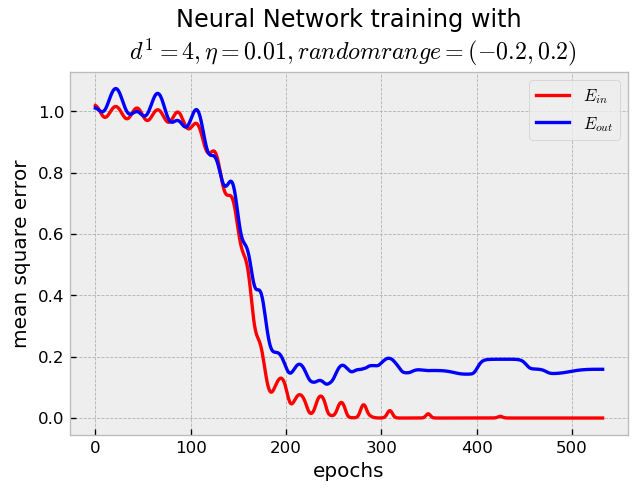 Neural Network training with
d¹ = 4, η = 0.01, randomrange = (−0.2, 0.2)
1.0
0.8
0.6
0.4
0.2
0.0
mean square error
E_in
E_out
0 100 200 300 400 500
epochs